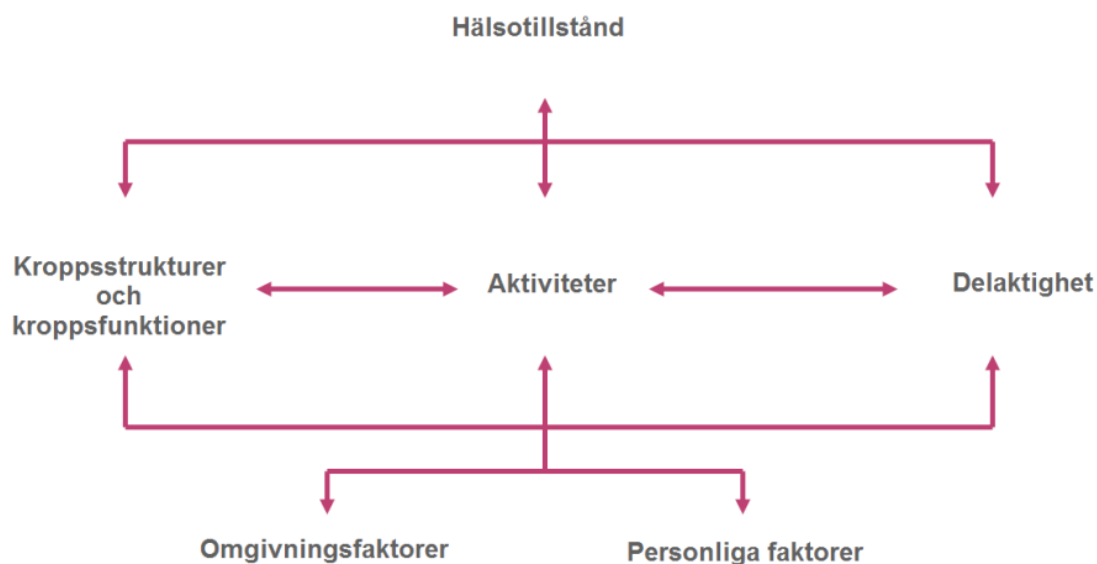 Hälsotillstånd
Kroppsstrukturer
och
kroppsfunktioner
Aktiviteter
Delaktighet
Omgivningsfaktorer
Personliga faktorer